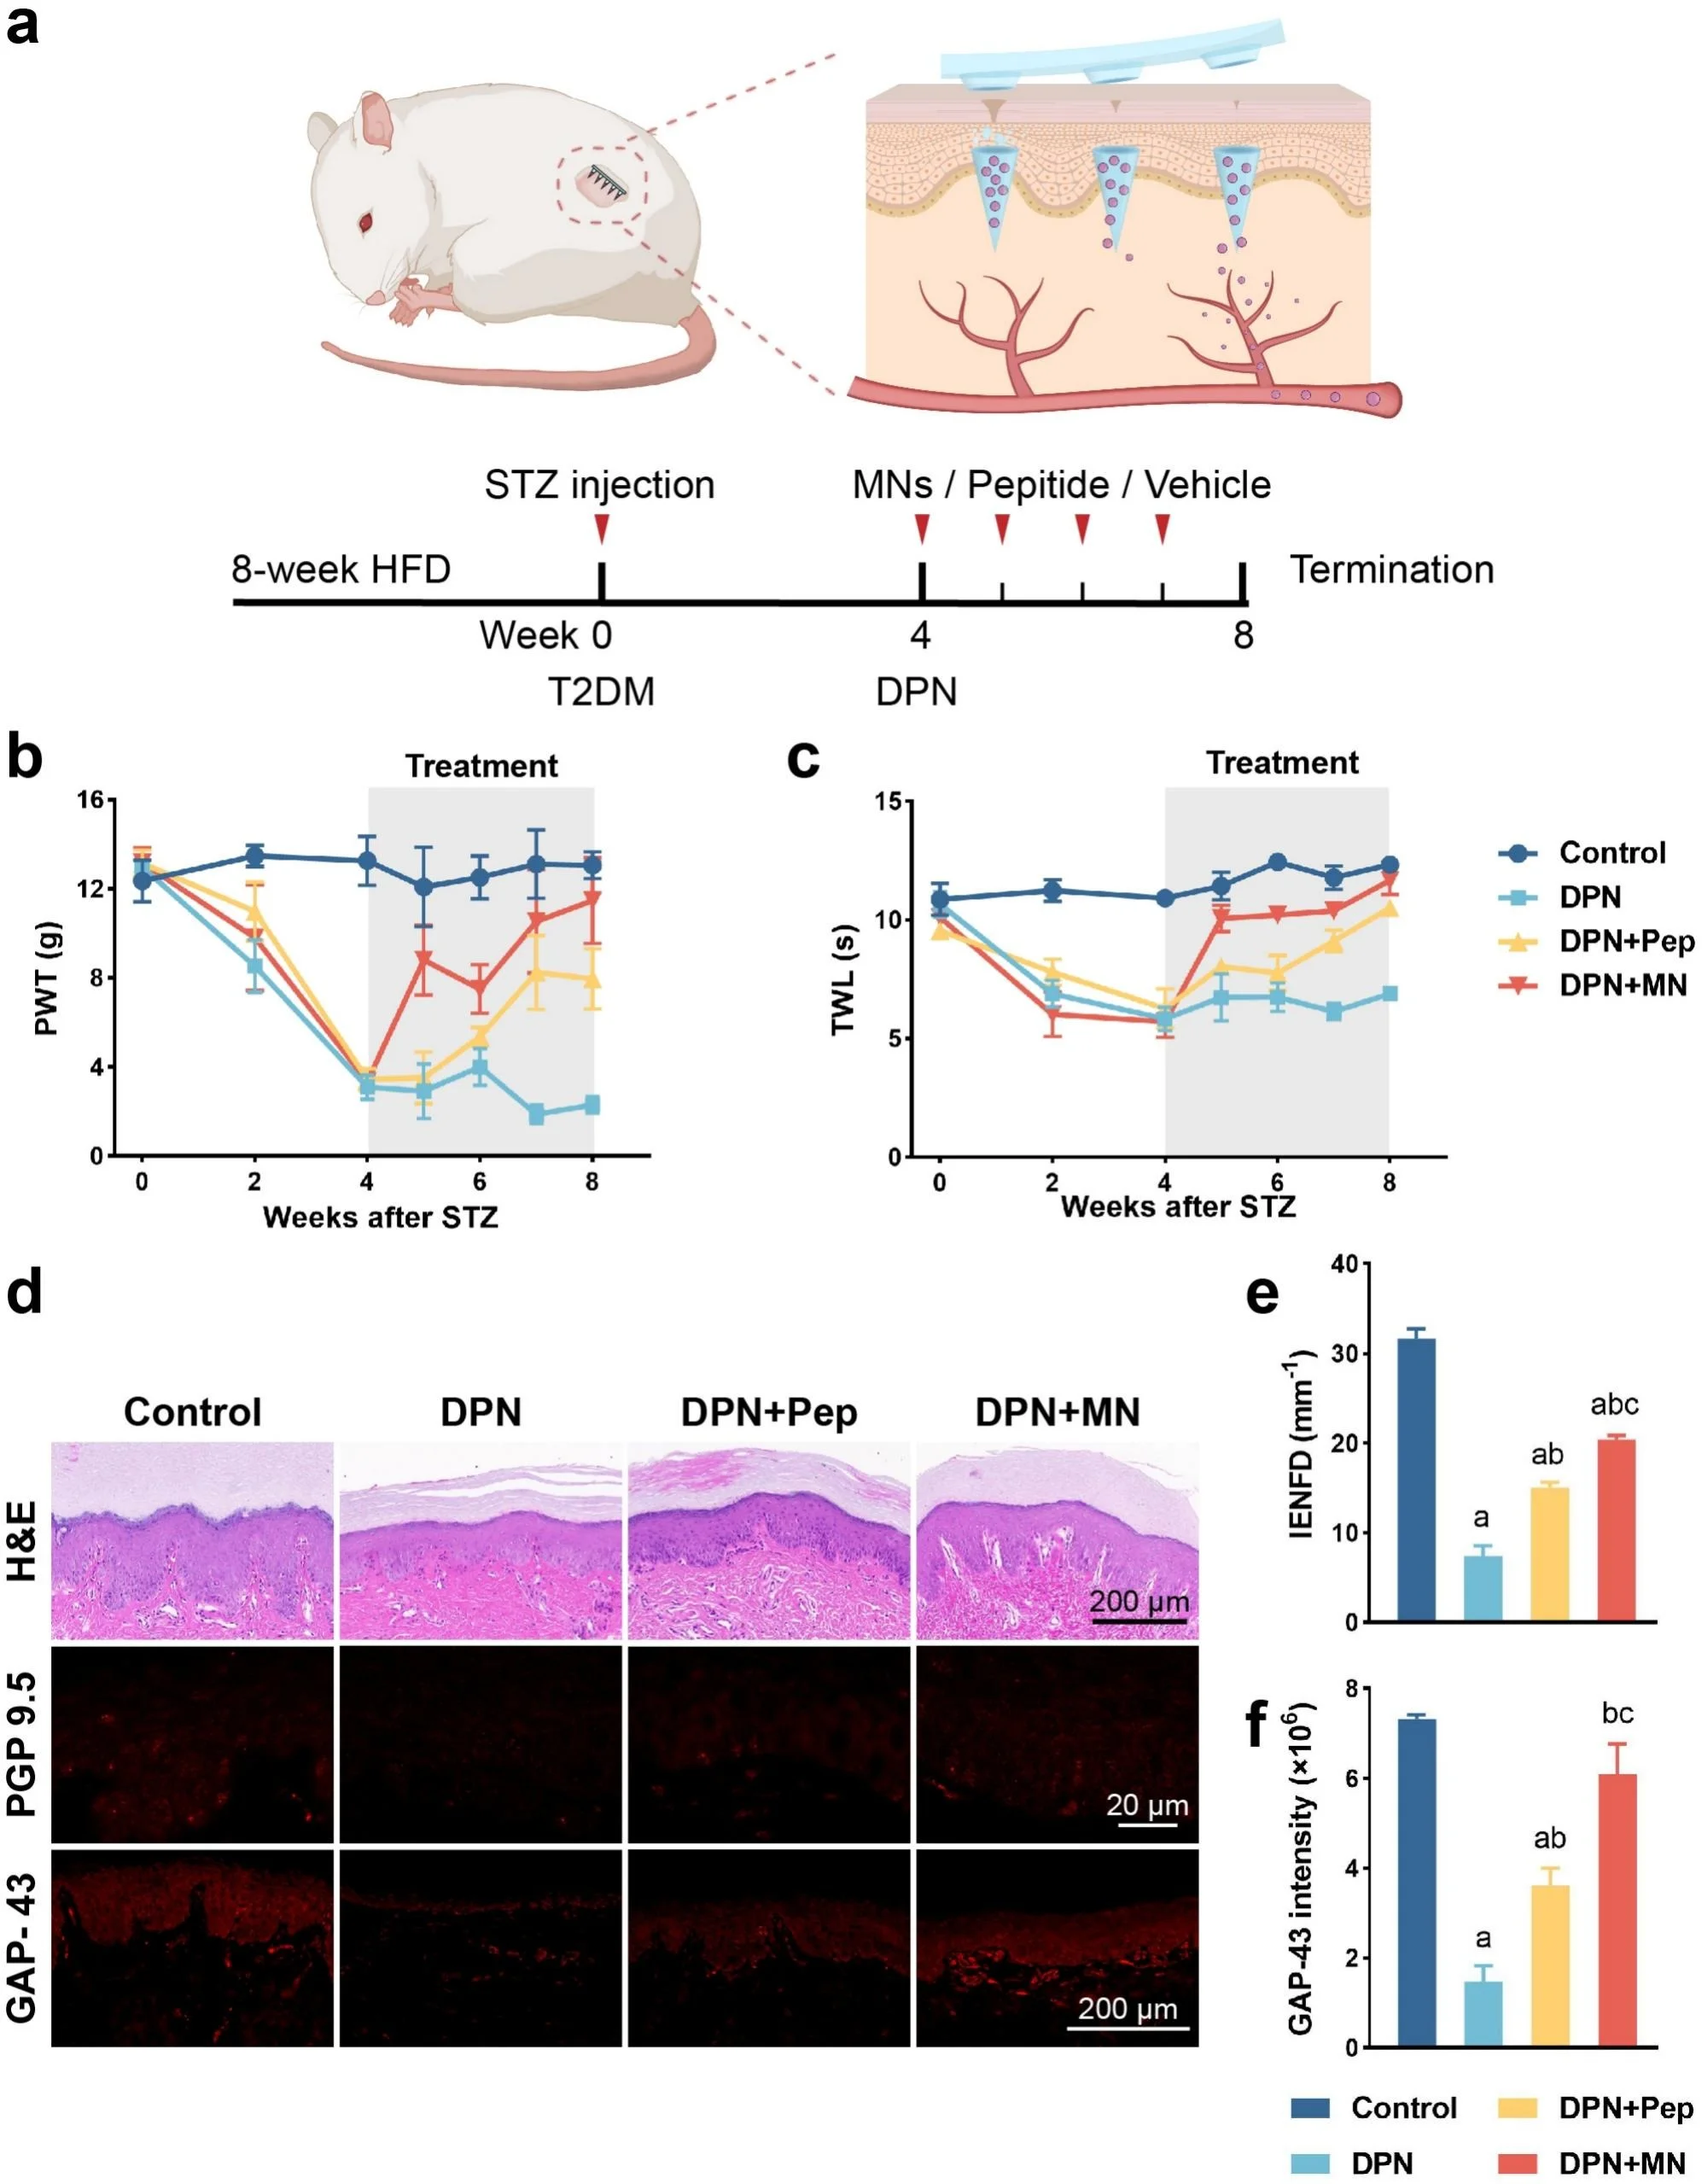 a
STZ injection
MNs / Pepitide / Vehicle
8-week HFD
Termination
Week 0
4
8
T2DM
DPN
b
Treatment
16
12
8
4
0
PWT (g)
0
2
4
6
8
Weeks after STZ
c
Treatment
15
10
5
0
TWL (s)
0
2
4
6
8
Weeks after STZ
Control
DPN
DPN+Pep
DPN+MN
d
Control
DPN
DPN+Pep
DPN+MN
H&E
200 μm
PGP 9.5
20 μm
GAP- 43
200 μm
e
40
30
20
10
0
IENFD (mm⁻¹)
a
ab
abc
f
8
6
4
2
0
GAP-43 intensity (×10⁶)
a
ab
bc
Control
DPN+Pep
DPN
DPN+MN